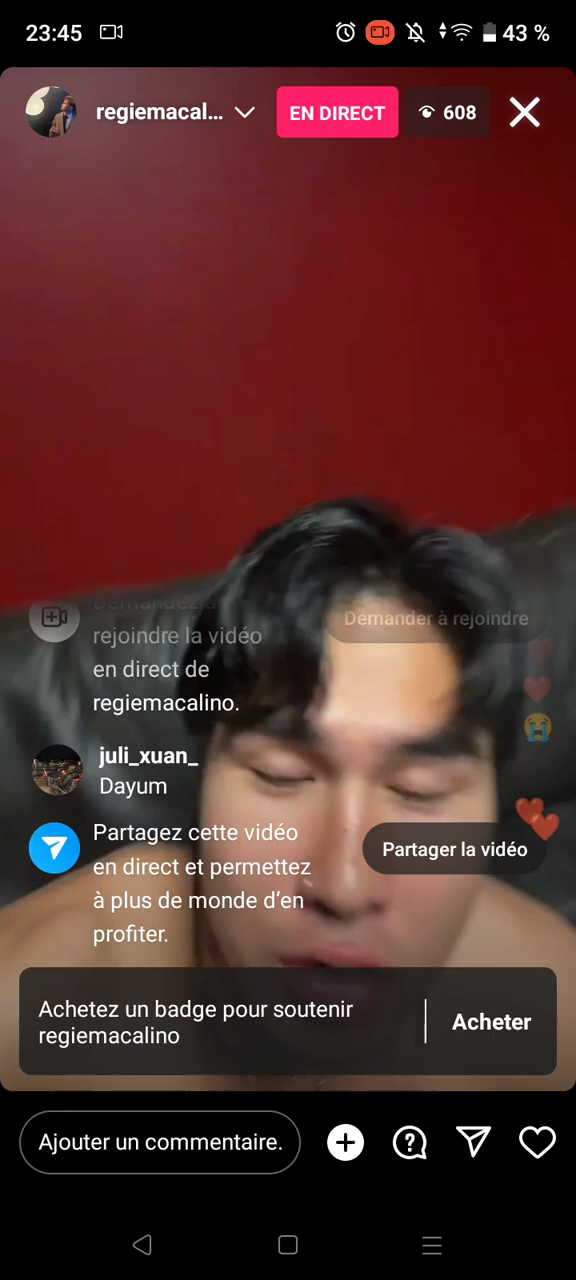 23:45
43 %
regiemacal...
EN DIRECT
608
Demandez à
rejoindre la vidéo
en direct de
regiemacalino.
Demander à rejoindre
juli_xuan_
Dayum
Partagez cette vidéo
en direct et permettez
à plus de monde d'en
profiter.
Partager la vidéo
Achetez un badge pour soutenir
regiemacalino
Acheter
Ajouter un commentaire.